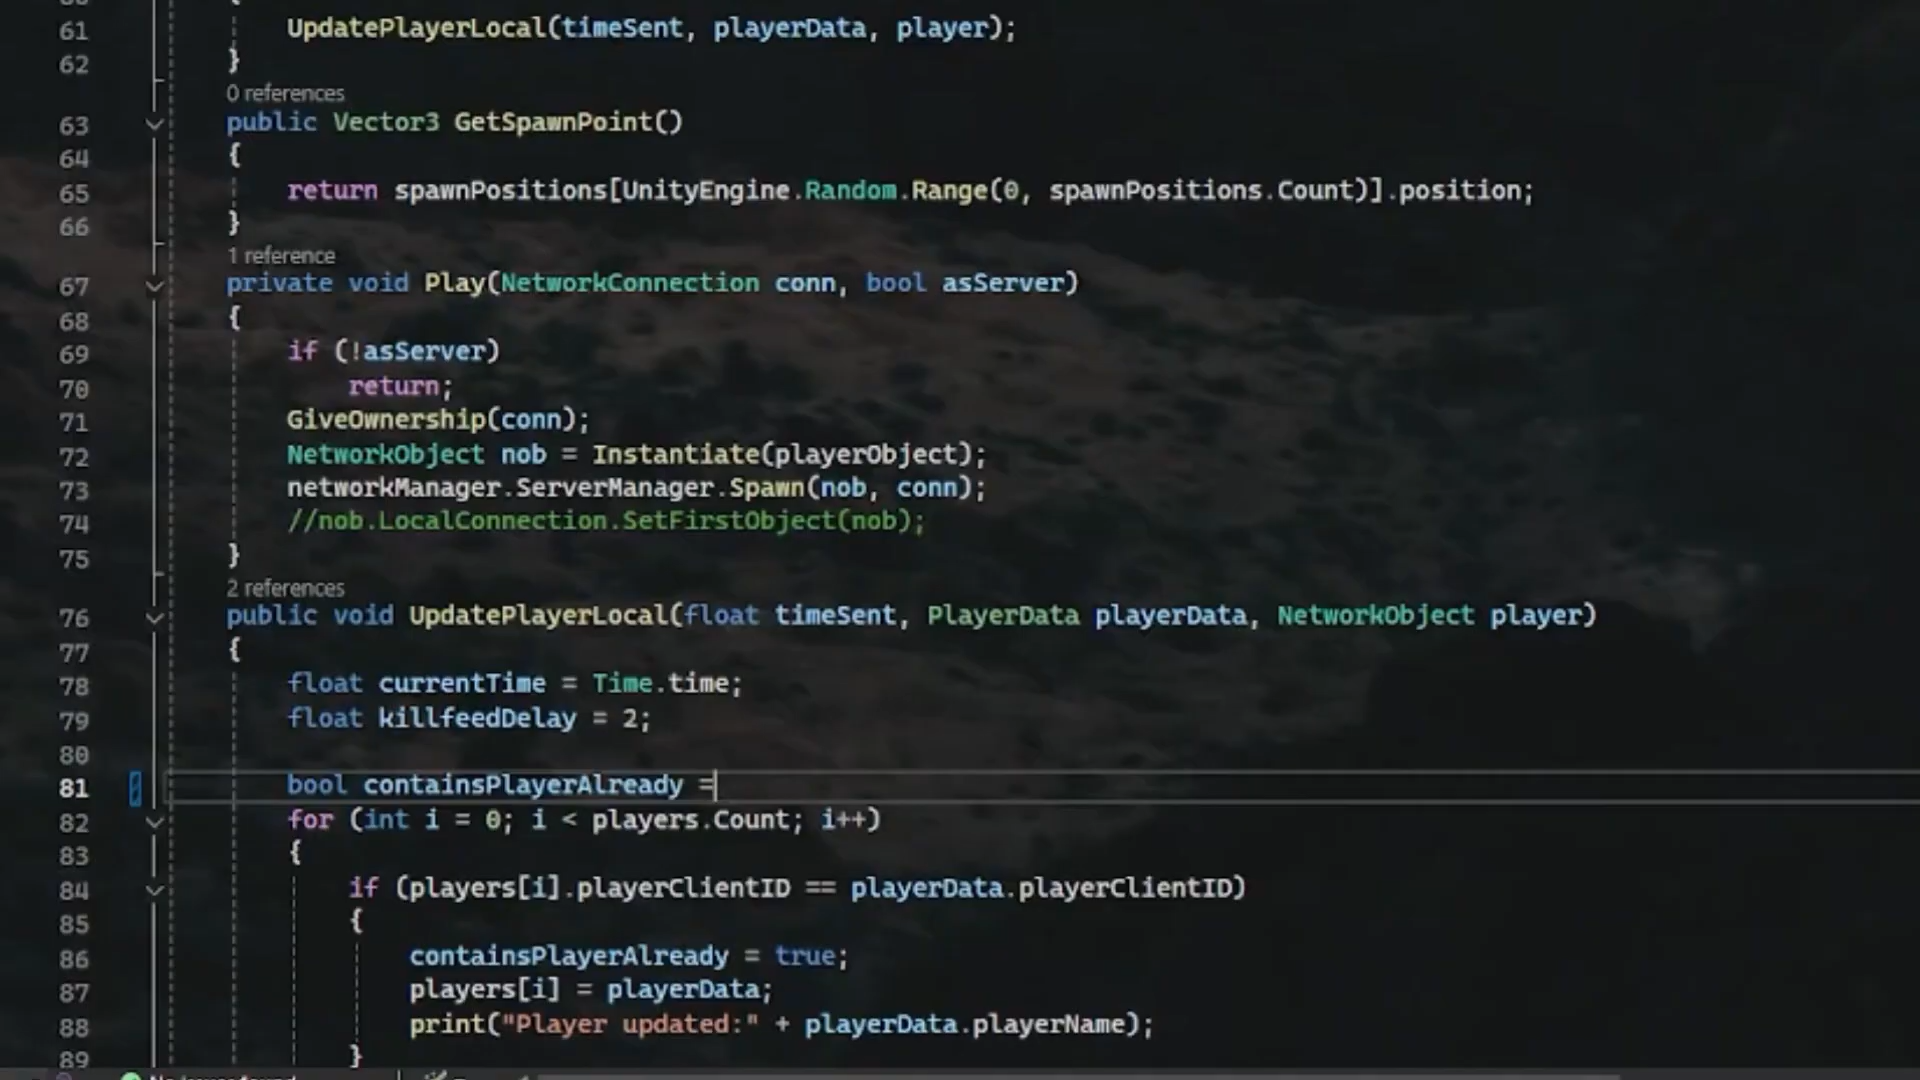 61 UpdatePlayerLocal(timeSent, playerData, player);
62 }
0 references
63 public Vector3 GetSpawnPoint()
64 {
65 return spawnPositions[UnityEngine.Random.Range(0, spawnPositions.Count)].position;
66 }
1 reference
67 private void Play(NetworkConnection conn, bool asServer)
68 {
69 if (!asServer)
70 return;
71 GiveOwnership(conn);
72 NetworkObject nob = Instantiate(playerObject);
73 networkManager.ServerManager.Spawn(nob, conn);
74 //nob.LocalConnection.SetFirstObject(nob);
75 }
2 references
76 public void UpdatePlayerLocal(float timeSent, PlayerData playerData, NetworkObject player)
77 {
78 float currentTime = Time.time;
79 float killfeedDelay = 2;
80
81 bool containsPlayerAlready =
82 for (int i = 0; i < players.Count; i++)
83 {
84 if (players[i].playerClientID == playerData.playerClientID)
85 {
86 containsPlayerAlready = true;
87 players[i] = playerData;
88 print("Player updated:" + playerData.playerName);
89 }